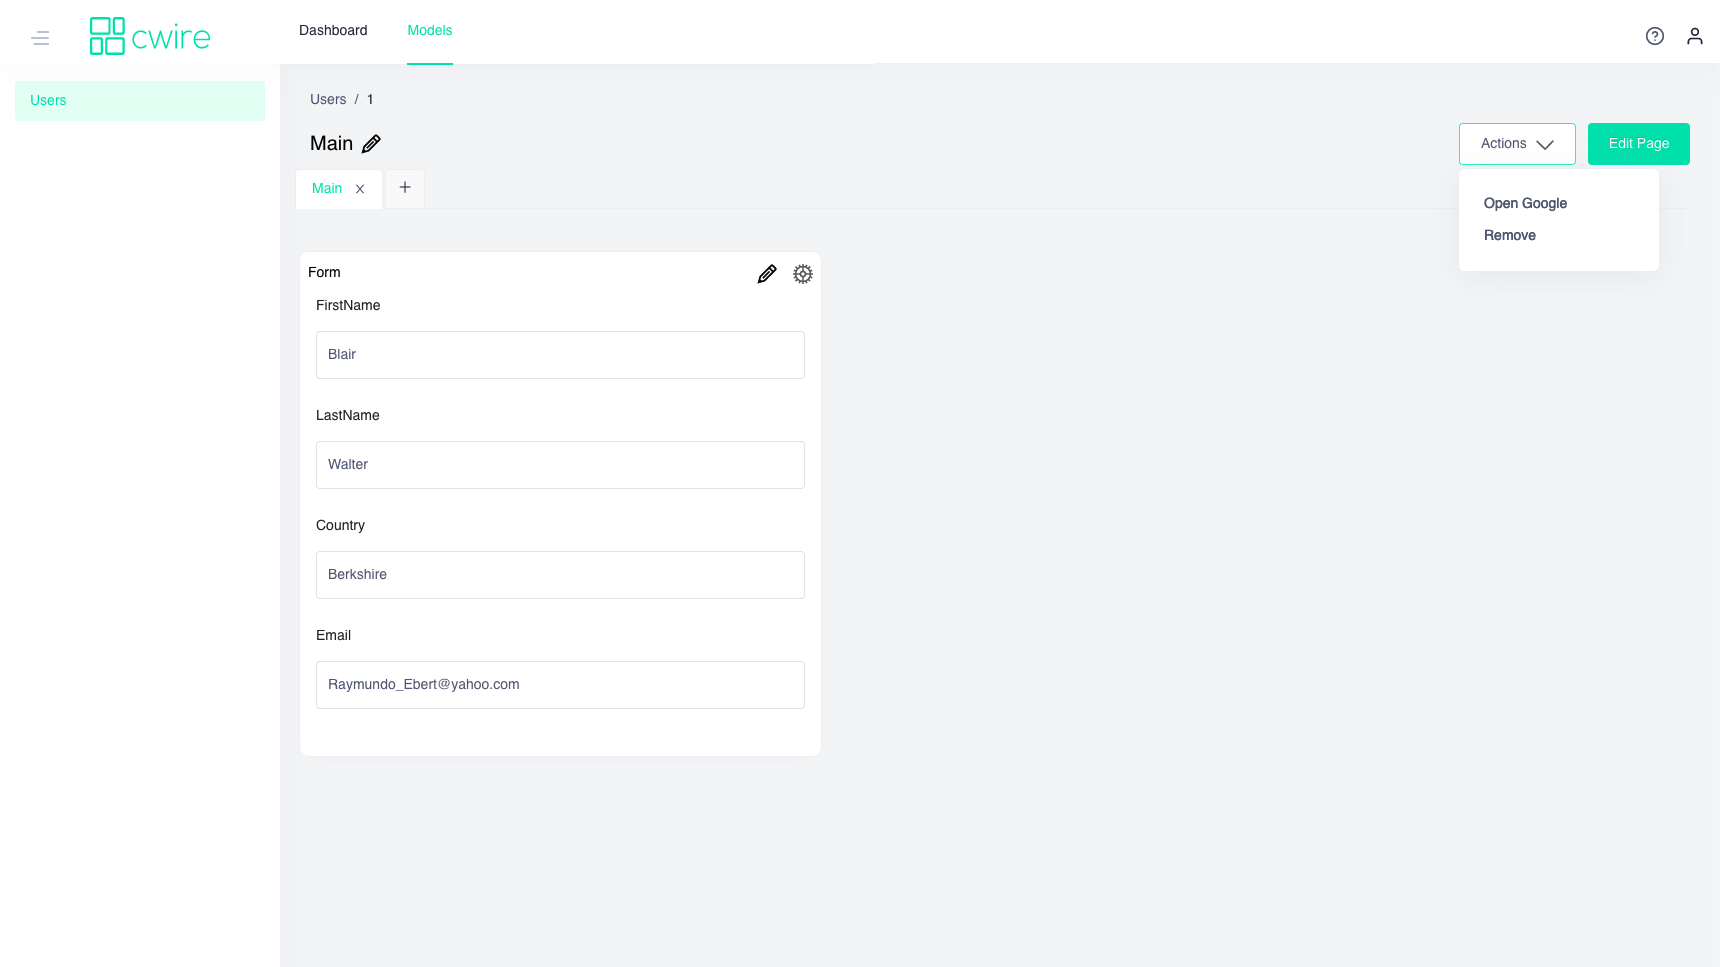 cwire
Dashboard
Models
Users
Users / 1
Main
Actions
Edit Page
Main
Open Google
Remove
Form
FirstName
Blair
LastName
Walter
Country
Berkshire
Email
Raymundo_Ebert@yahoo.com